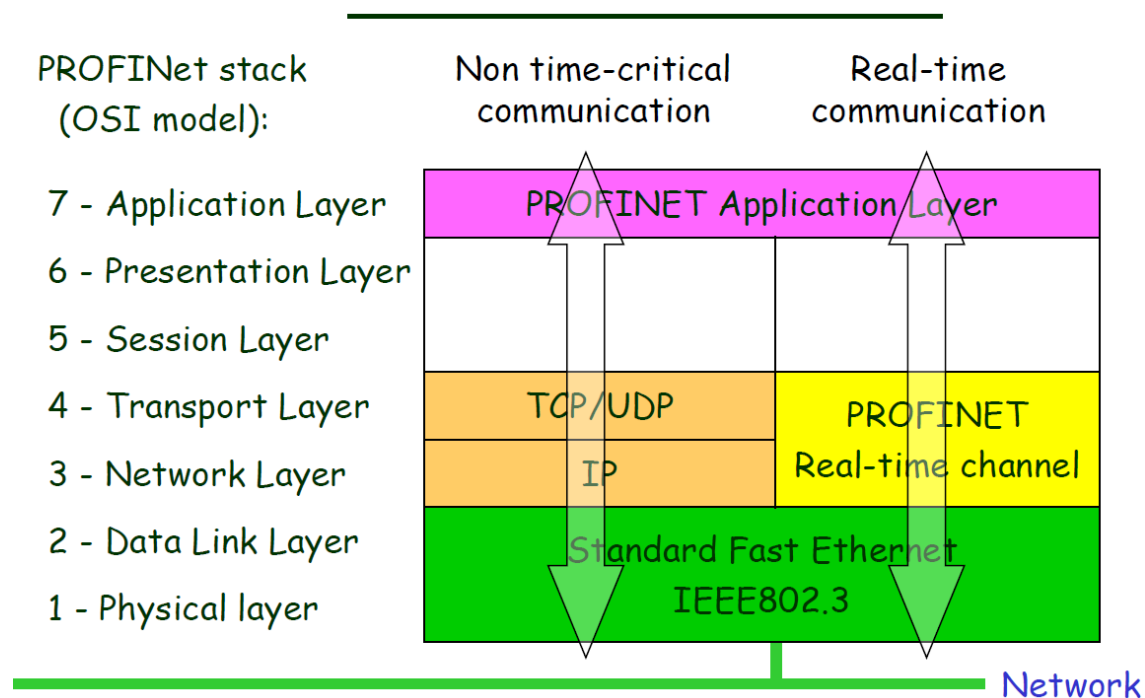 PROFINet stack
(OSI model):
Non time-critical
communication
Real-time
communication
7 - Application Layer
PROFINET Application Layer
6 - Presentation Layer
5 - Session Layer
4 - Transport Layer
TCP/UDP
PROFINET
Real-time channel
3 - Network Layer
IP
2 - Data Link Layer
Standard Fast Ethernet
IEEE802.3
1 - Physical layer
Network